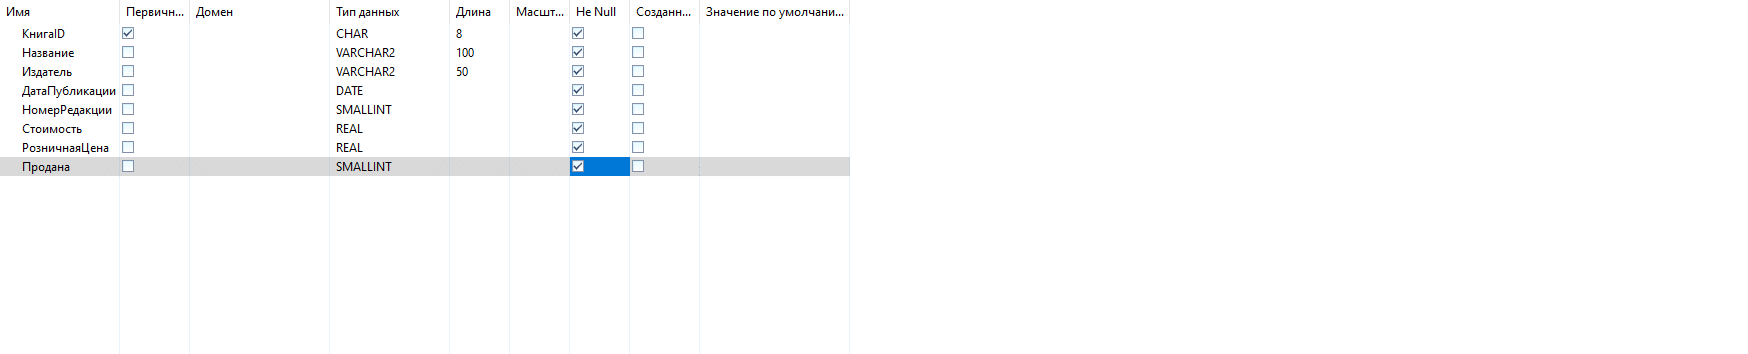 Имя Первичн... Домен Тип данных Длина Масшт... Не Null Созданн... Значение по умолчани...
КнигаID CHAR 8
Название VARCHAR2 100
Издатель VARCHAR2 50
ДатаПубликации DATE
НомерРедакции SMALLINT
Стоимость REAL
РозничнаяЦена REAL
Продана SMALLINT